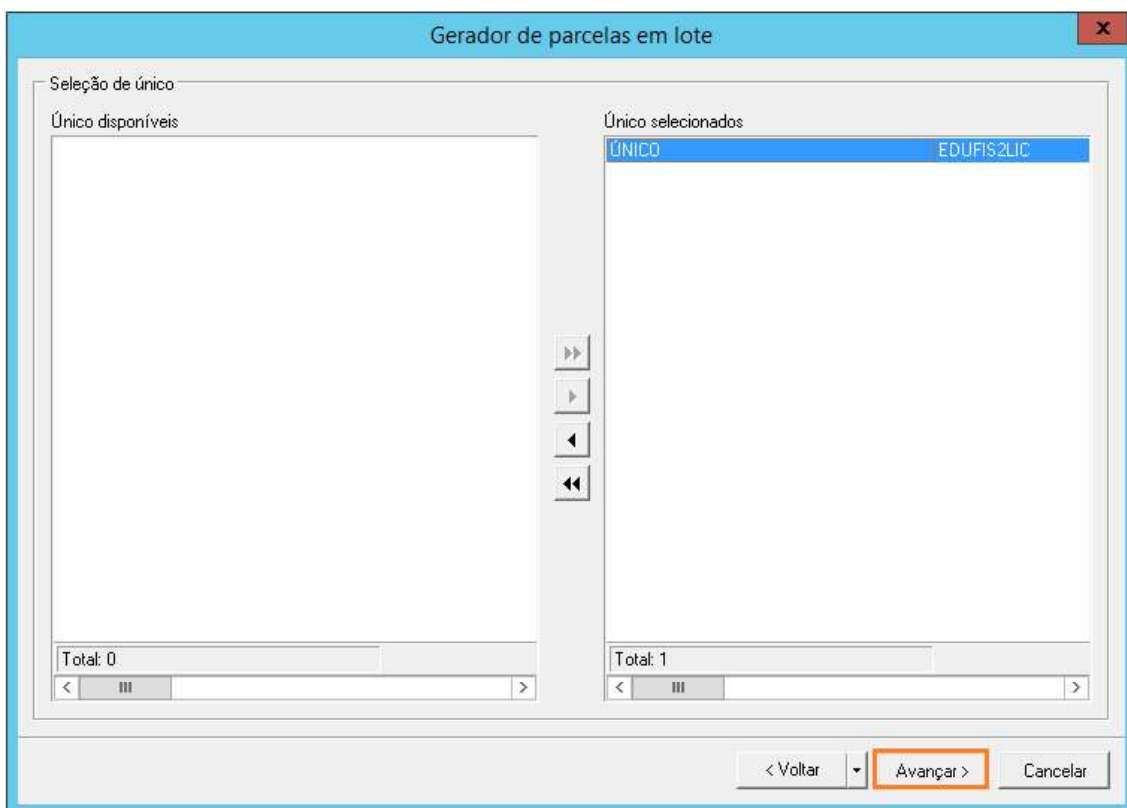 Gerador de parcelas em lote
x
Seleção de único
Único disponíveis
Único selecionados
ÚNICO EDUFIS2LIC
Total: 0
Total: 1
< Voltar
Avançar >
Cancelar